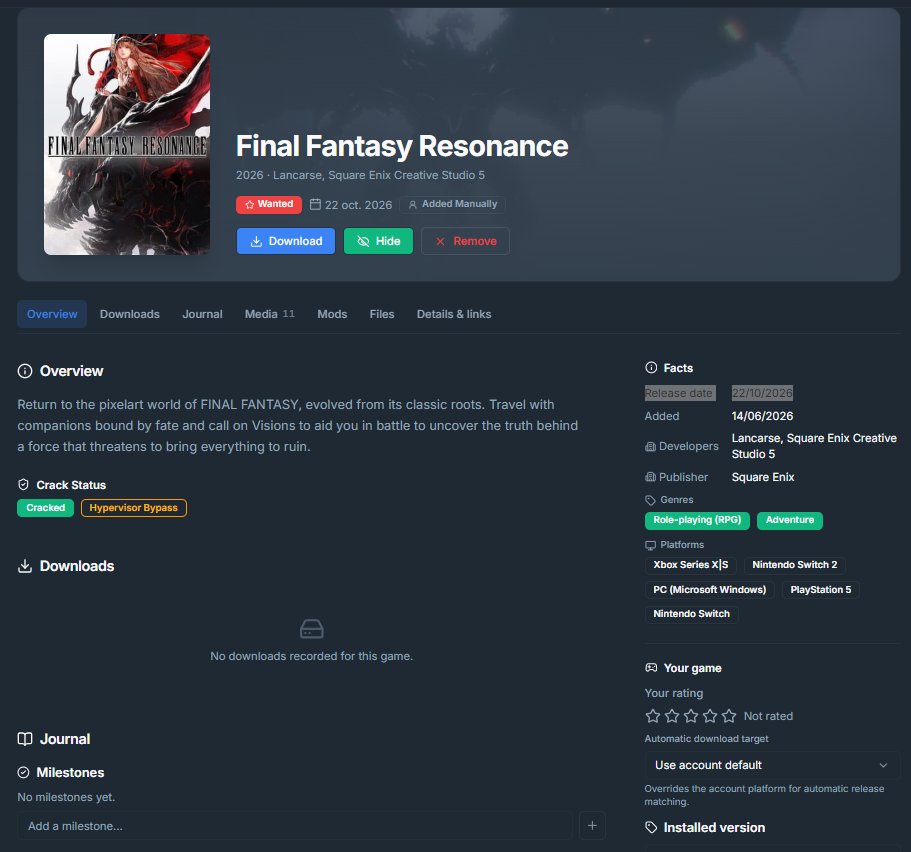 FINAL FANTASY RESONANCE
Final Fantasy Resonance
2026 · Lancarse, Square Enix Creative Studio 5
Wanted
22 oct. 2026
Added Manually
Download
Hide
Remove
Overview
Downloads
Journal
Media 11
Mods
Files
Details & links
Overview
Return to the pixelart world of FINAL FANTASY, evolved from its classic roots. Travel with
companions bound by fate and call on Visions to aid you in battle to uncover the truth behind
a force that threatens to bring everything to ruin.
Crack Status
Cracked
Hypervisor Bypass
Downloads
No downloads recorded for this game.
Journal
Milestones
No milestones yet.
Add a milestone...
Facts
Release date 22/10/2026
Added 14/06/2026
Developers Lancarse, Square Enix Creative
Studio 5
Publisher Square Enix
Genres
Role-playing (RPG) Adventure
Platforms
Xbox Series X|S Nintendo Switch 2
PC (Microsoft Windows) PlayStation 5
Nintendo Switch
Your game
Your rating
Not rated
Automatic download target
Use account default
Overrides the account platform for automatic release
matching.
Installed version